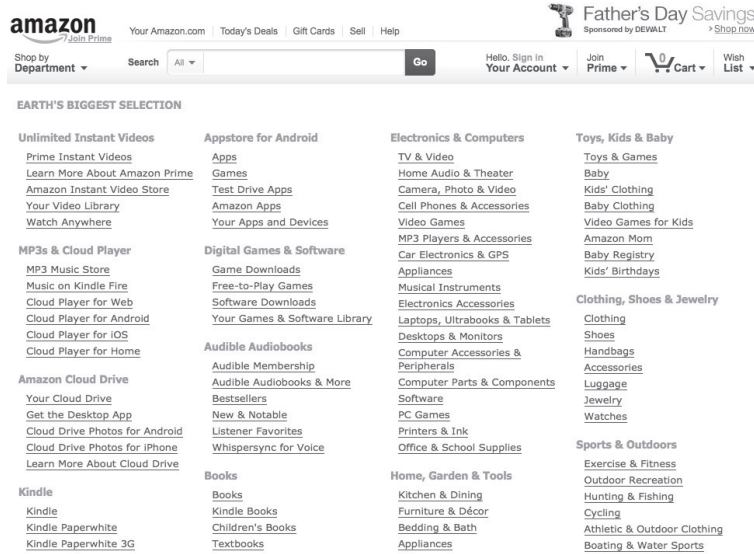 amazon
Join Prime
Your Amazon.com
Today's Deals
Gift Cards
Sell
Help
Father's Day Savings
Sponsored by DEWALT
>Shop now
Shop by
Department
Search
All
Go
Hello. Sign in
Your Account
Join
Prime
0
Cart
Wish
List
EARTH'S BIGGEST SELECTION
Unlimited Instant Videos
Prime Instant Videos
Learn More About Amazon Prime
Amazon Instant Video Store
Your Video Library
Watch Anywhere
MP3s & Cloud Player
MP3 Music Store
Music on Kindle Fire
Cloud Player for Web
Cloud Player for Android
Cloud Player for iOS
Cloud Player for Home
Amazon Cloud Drive
Your Cloud Drive
Get the Desktop App
Cloud Drive Photos for Android
Cloud Drive Photos for iPhone
Learn More About Cloud Drive
Kindle
Kindle
Kindle Paperwhite
Kindle Paperwhite 3G
Appstore for Android
Apps
Games
Test Drive Apps
Amazon Apps
Your Apps and Devices
Digital Games & Software
Game Downloads
Free-to-Play Games
Software Downloads
Your Games & Software Library
Audible Audiobooks
Audible Membership
Audible Audiobooks & More
Bestsellers
New & Notable
Listener Favorites
Whispersync for Voice
Books
Books
Kindle Books
Children's Books
Textbooks
Electronics & Computers
TV & Video
Home Audio & Theater
Camera, Photo & Video
Cell Phones & Accessories
Video Games
MP3 Players & Accessories
Car Electronics & GPS
Appliances
Musical Instruments
Electronics Accessories
Laptops, Ultrabooks & Tablets
Desktops & Monitors
Computer Accessories &
Peripherals
Computer Parts & Components
Software
PC Games
Printers & Ink
Office & School Supplies
Home, Garden & Tools
Kitchen & Dining
Furniture & Décor
Bedding & Bath
Appliances
Toys, Kids & Baby
Toys & Games
Baby
Kids' Clothing
Baby Clothing
Video Games for Kids
Amazon Mom
Baby Registry
Kids' Birthdays
Clothing, Shoes & Jewelry
Clothing
Shoes
Handbags
Accessories
Luggage
Jewelry
Watches
Sports & Outdoors
Exercise & Fitness
Outdoor Recreation
Hunting & Fishing
Cycling
Athletic & Outdoor Clothing
Boating & Water Sports